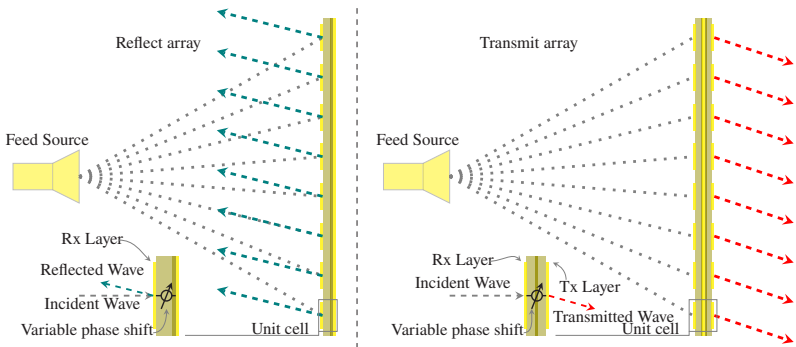 Reflect array
Feed Source
Rx Layer
Reflected Wave
Incident Wave
Variable phase shift
Unit cell
Transmit array
Feed Source
Rx Layer
Tx Layer
Incident Wave
Transmitted Wave
Variable phase shift
Unit cell